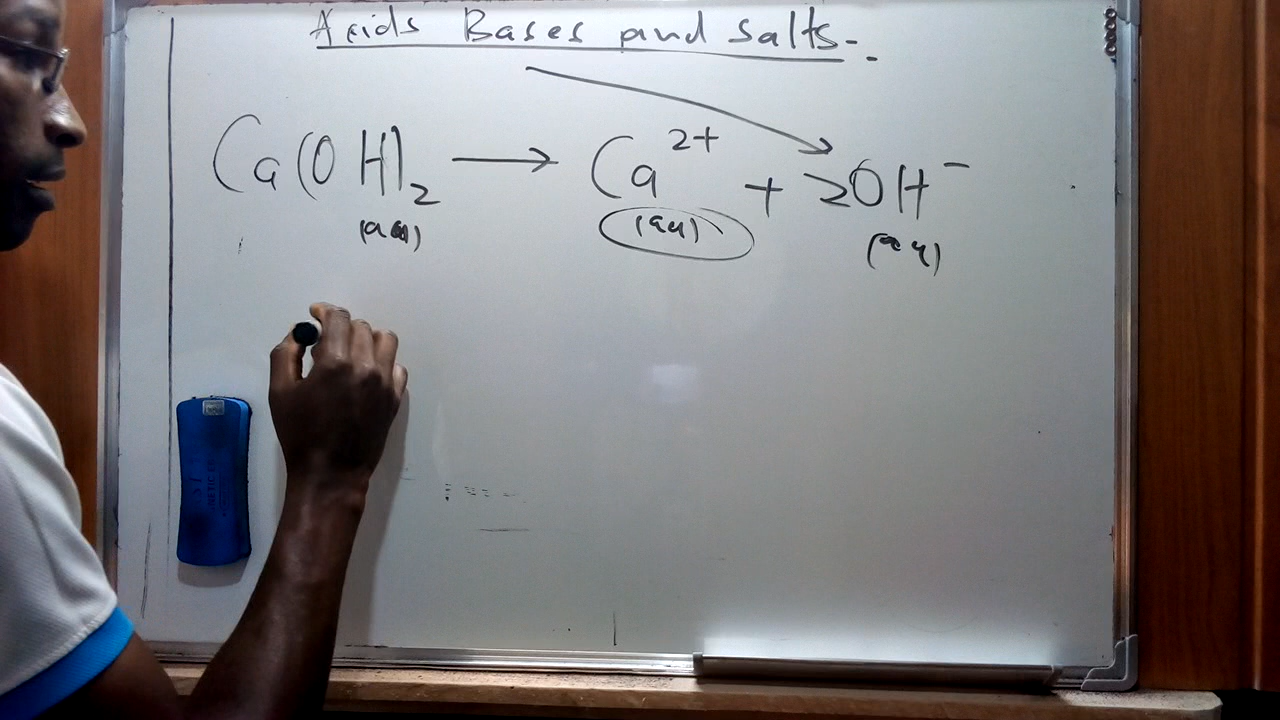 Acids Bases and salts.
Ca(OH)₂ → Ca²⁺ + 2OH⁻
(aq) (aq) (aq)